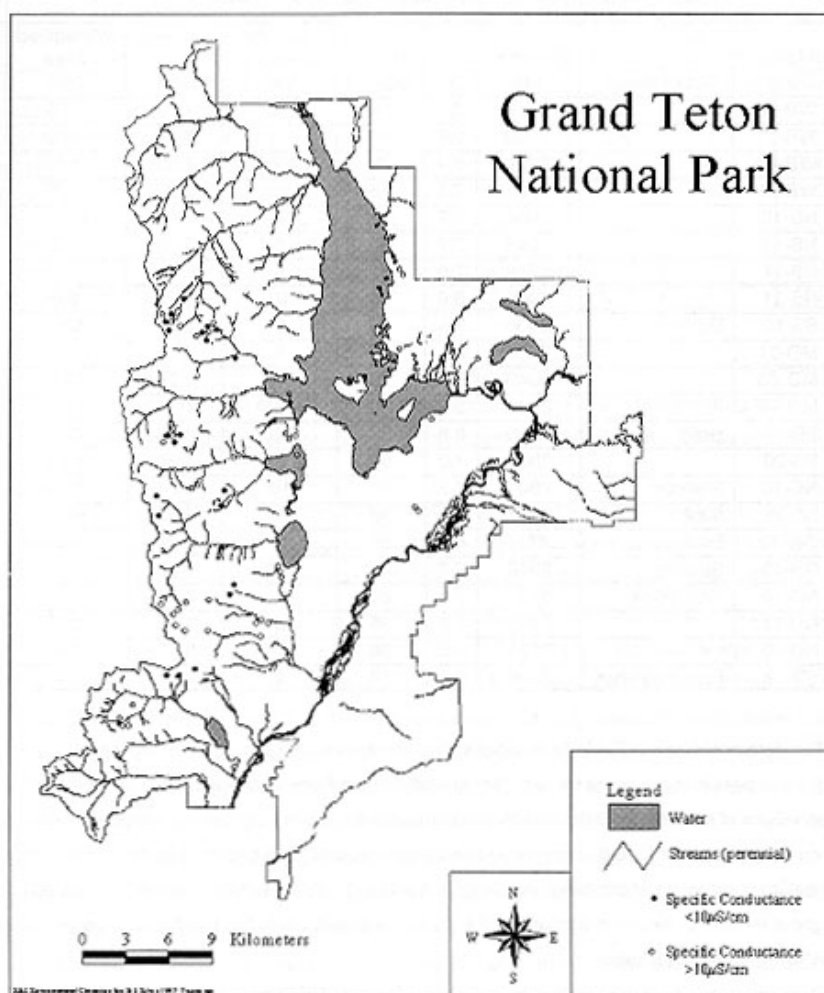 Grand Teton
National Park
Legend
Water
Streams (perennial)
Specific Conductance
<10µS/cm
Specific Conductance
>10µS/cm
N
W E
S
0 3 6 9 Kilometers